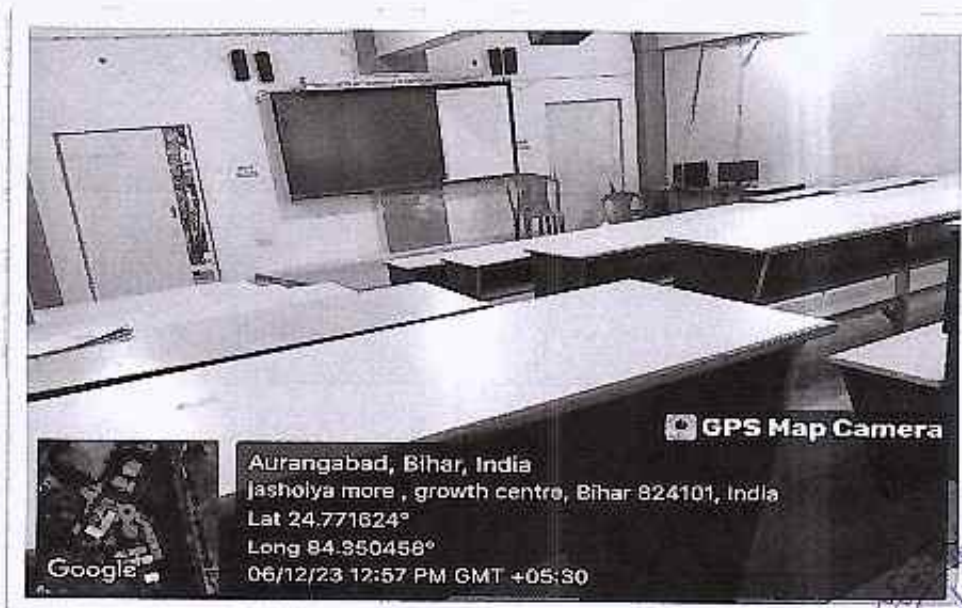 GPS Map Camera
Aurangabad, Bihar, India
jashoiya more , growth centre, Bihar 824101, India
Lat 24.771624°
Long 84.350458°
06/12/23 12:57 PM GMT +05:30
Google